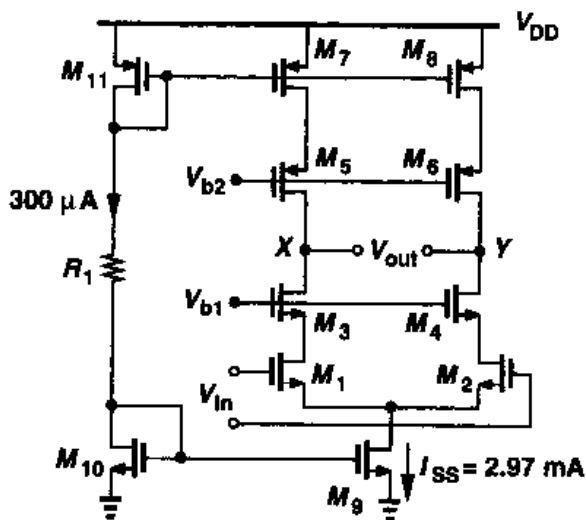 V_DD
M_11
M_7
M_8
M_5
M_6
V_b2
300 μA
X
V_out
Y
R_1
V_b1
M_3
M_4
V_in
M_1
M_2
M_10
M_9
I_SS = 2.97 mA